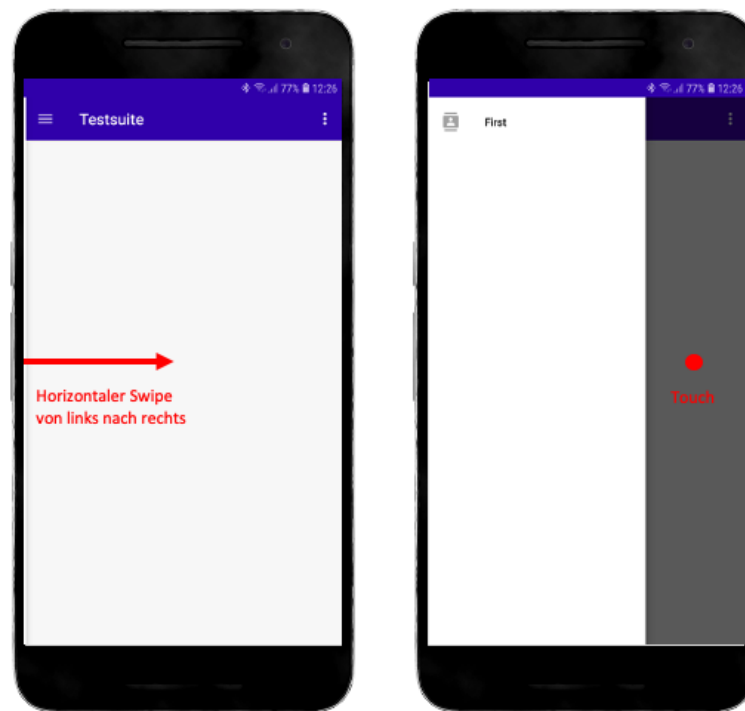 77% 12:26
Testsuite
Horizontaler Swipe
von links nach rechts
77% 12:26
First
Touch